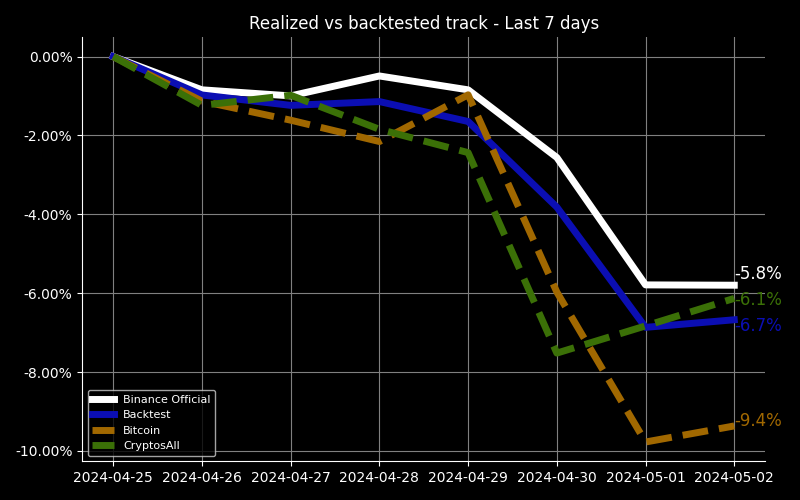 Realized vs backtested track - Last 7 days
0.00%
-2.00%
-4.00%
-6.00%
-8.00%
-10.00%
-5.8%
-6.1%
-6.7%
-9.4%
Binance Official
Backtest
Bitcoin
CryptosAll
2024-04-25 2024-04-26 2024-04-27 2024-04-28 2024-04-29 2024-04-30 2024-05-01 2024-05-02